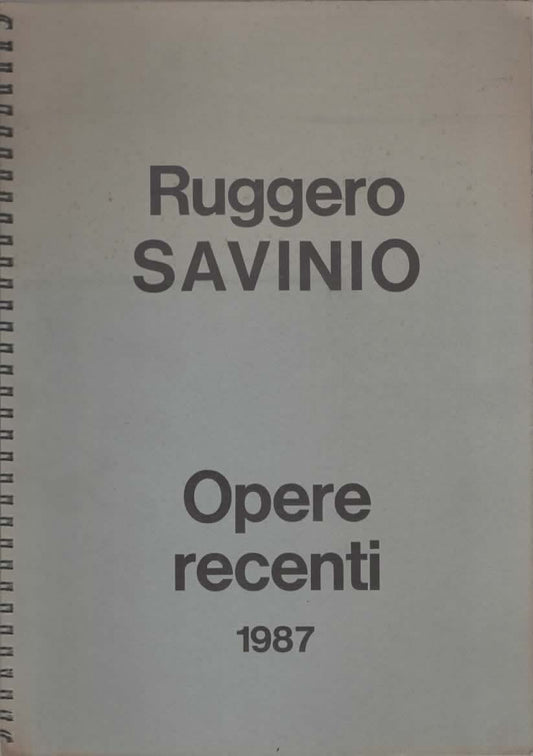 Ruggero
SAVINIO
Opere
recenti
1987